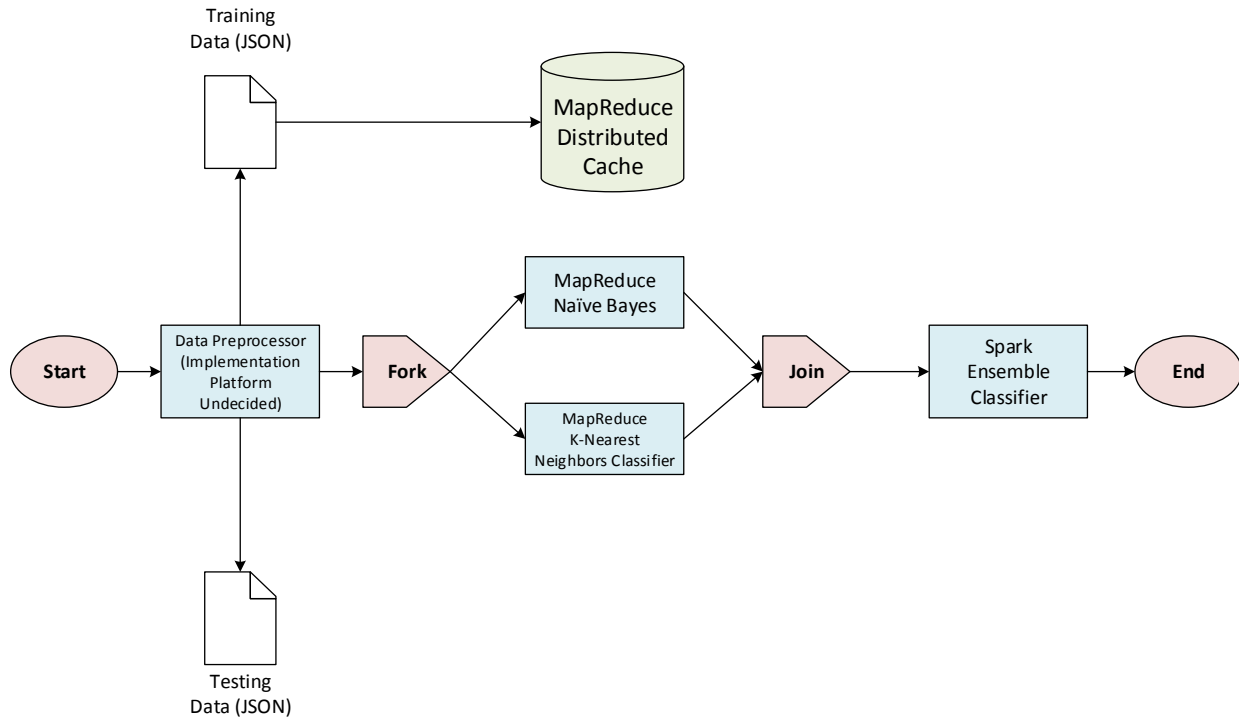 Training
Data (JSON)
MapReduce
Distributed
Cache
MapReduce
Naïve Bayes
Start
Data Preprocessor
(Implementation
Platform
Undecided)
Fork
Join
Spark
Ensemble
Classifier
End
MapReduce
K-Nearest
Neighbors Classifier
Testing
Data (JSON)